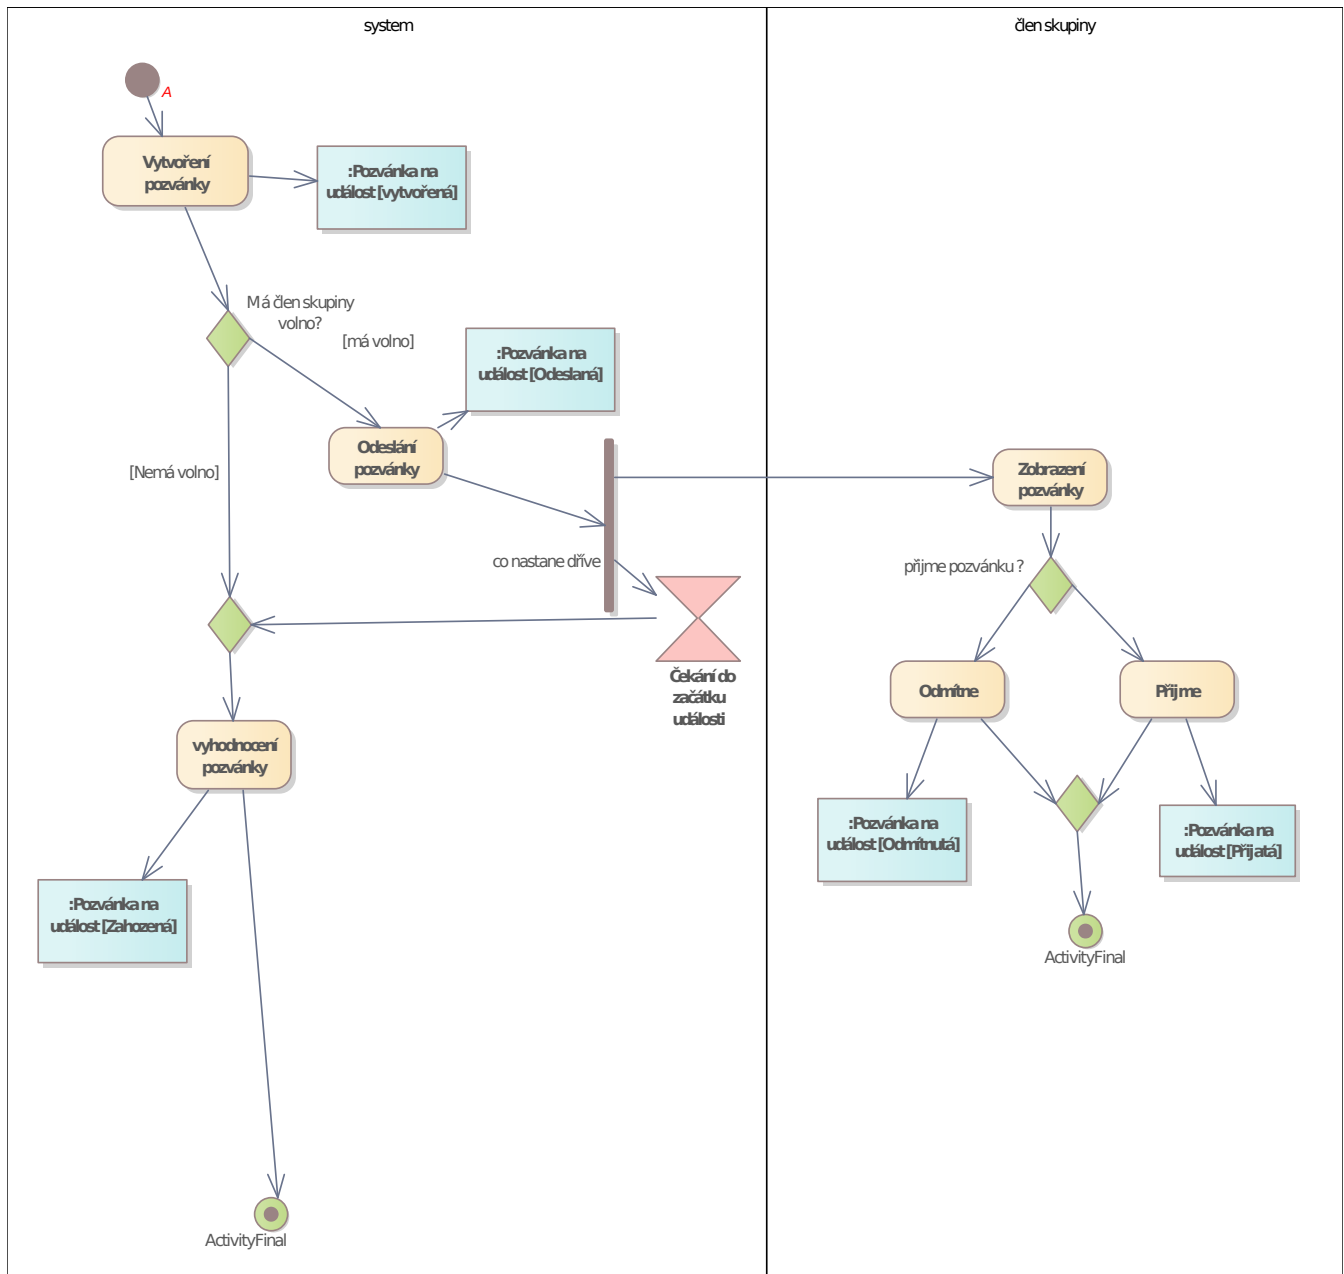 system
člen skupiny
A
Vytvoření
pozvánky
:Pozvánka na
událost [vytvořená]
Má člen skupiny
volno?
[má volno]
:Pozvánka na
událost [Odeslaná]
Odeslání
pozvánky
[Nemá volno]
Zobrazení
pozvánky
co nastane dříve
přijme pozvánku ?
Čekání do
začátku
události
Odmítne
Přijme
vyhodnocení
pozvánky
:Pozvánka na
událost [Odmítnutá]
:Pozvánka na
událost [Přijatá]
:Pozvánka na
událost [Zahozená]
ActivityFinal
ActivityFinal